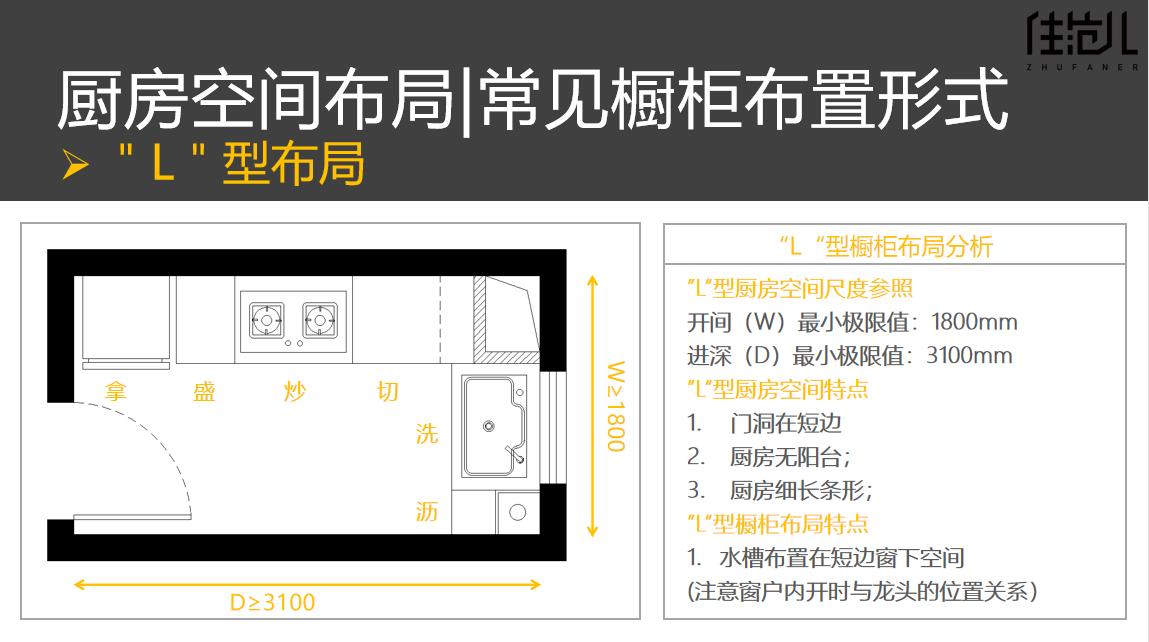 佳范儿
ZHUFANER
厨房空间布局|常见橱柜布置形式
➢ "L"型布局
拿 盛 炒 切
洗
沥
W≥1800
D≥3100
“L“型橱柜布局分析
”L“型厨房空间尺度参照
开间（W）最小极限值：1800mm
进深（D）最小极限值：3100mm
”L“型厨房空间特点
1. 门洞在短边
2. 厨房无阳台；
3. 厨房细长条形；
”L“型橱柜布局特点
1. 水槽布置在短边窗下空间
(注意窗户内开时与龙头的位置关系）